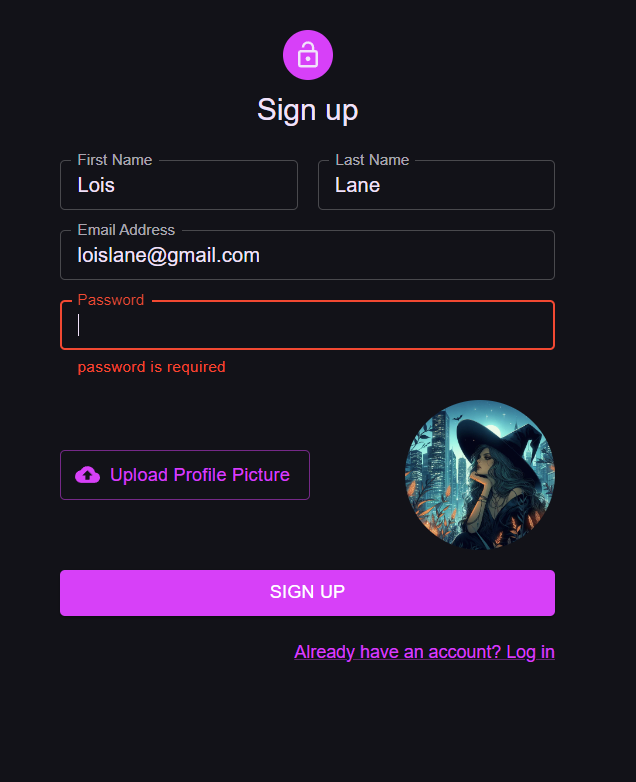 Sign up
First Name
Last Name
Lois
Lane
Email Address
loislane@gmail.com
Password
password is required
Upload Profile Picture
SIGN UP
Already have an account? Log in